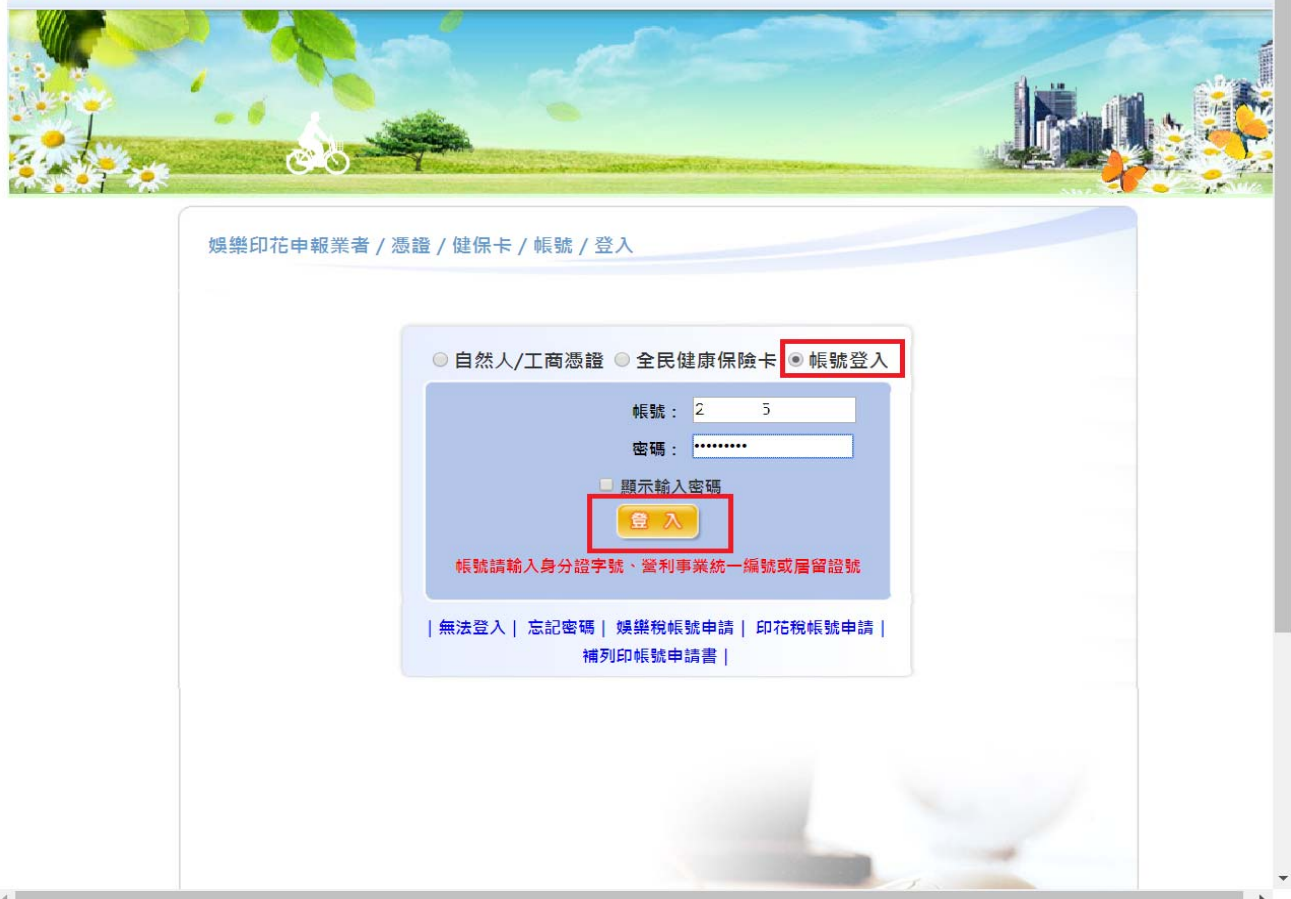 娛樂印花申報業者 / 憑證 / 健保卡 / 帳號 / 登入
自然人/工商憑證 全民健康保險卡 帳號登入
帳號： 2 5
密碼： •••••••••
顯示輸入密碼
登 入
帳號請輸入身分證字號、營利事業統一編號或居留證號
| 無法登入 | 忘記密碼 | 娛樂稅帳號申請 | 印花稅帳號申請 |
補列印帳號申請書 |